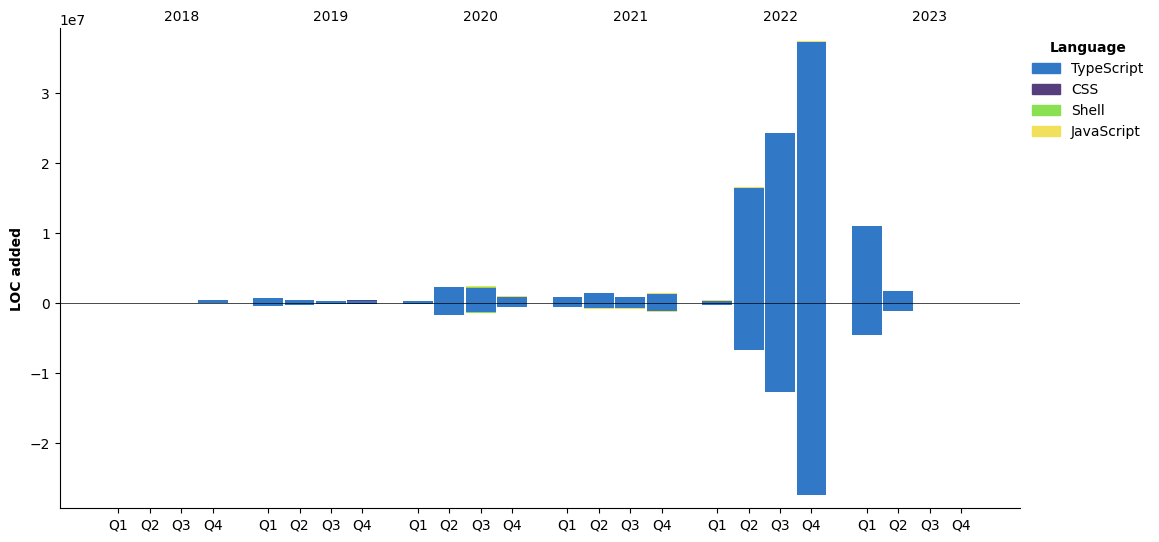 1e7
2018 2019 2020 2021 2022 2023
Language
TypeScript
CSS
Shell
JavaScript
LOC added
3
2
1
0
−1
−2
Q1 Q2 Q3 Q4 Q1 Q2 Q3 Q4 Q1 Q2 Q3 Q4 Q1 Q2 Q3 Q4 Q1 Q2 Q3 Q4 Q1 Q2 Q3 Q4